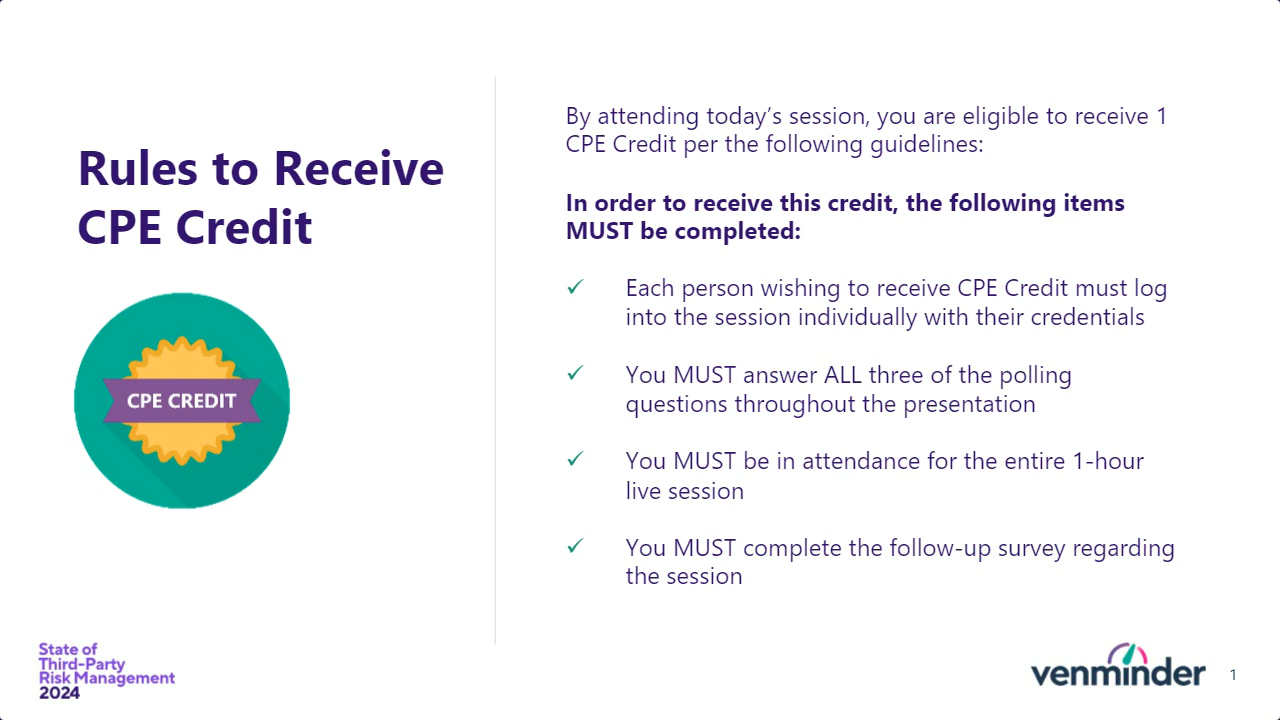 Rules to Receive
CPE Credit
CPE CREDIT
By attending today’s session, you are eligible to receive 1
CPE Credit per the following guidelines:
In order to receive this credit, the following items
MUST be completed:
✓ Each person wishing to receive CPE Credit must log
into the session individually with their credentials
✓ You MUST answer ALL three of the polling
questions throughout the presentation
✓ You MUST be in attendance for the entire 1-hour
live session
✓ You MUST complete the follow-up survey regarding
the session
State of
Third-Party
Risk Management
2024
venminder
1